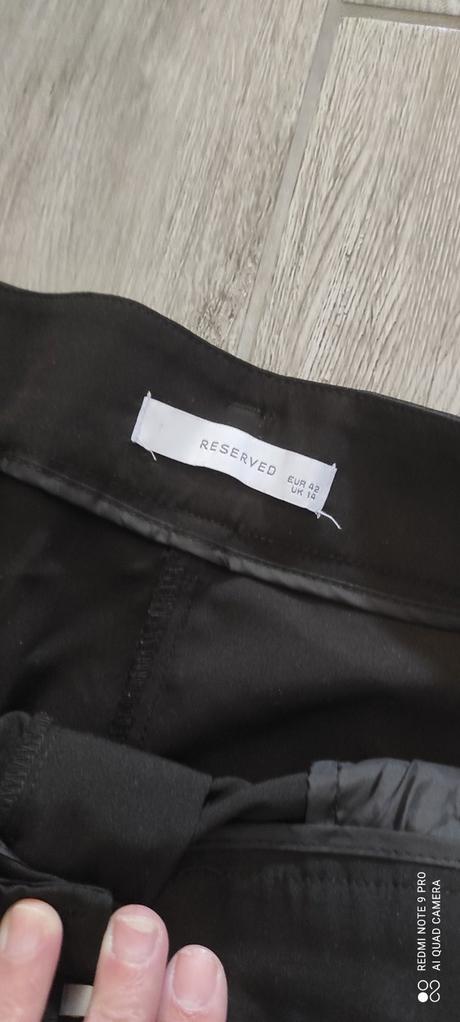 RESERVED
EUR 42
UK 14
REDMI NOTE 9 PRO
AI QUAD CAMERA